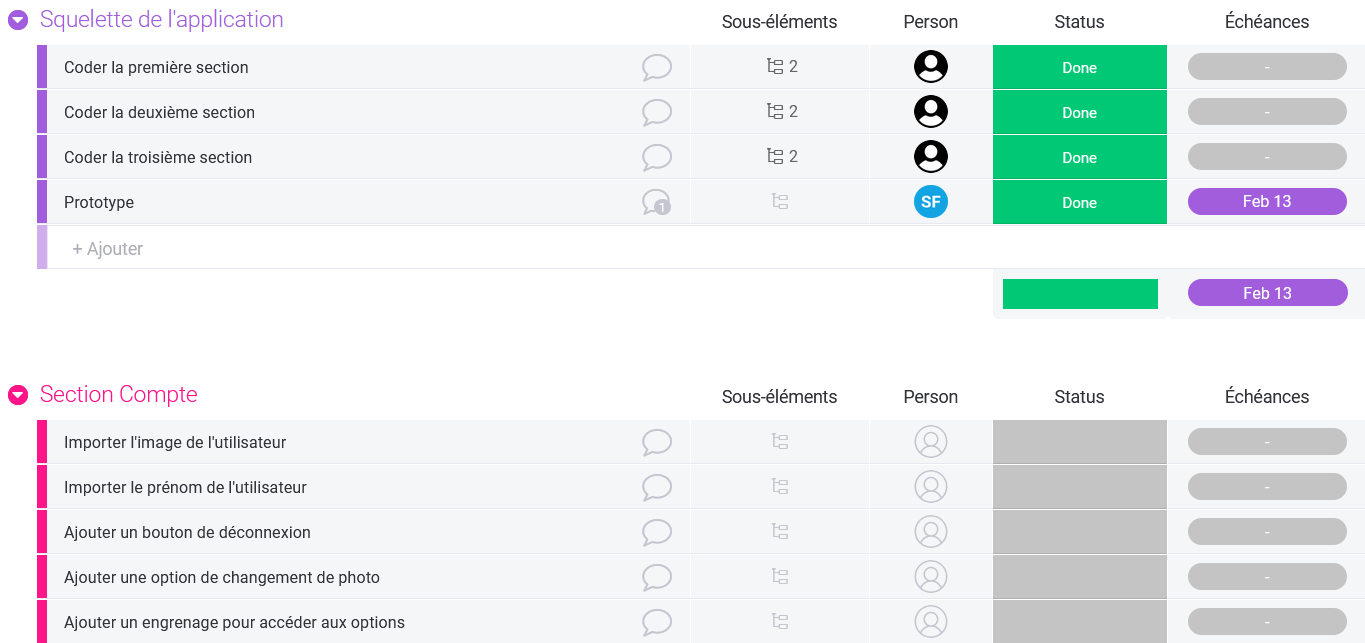 Squelette de l'application Sous-éléments Person Status Échéances
Coder la première section 2 Done -
Coder la deuxième section 2 Done -
Coder la troisième section 2 Done -
Prototype 1 SF Done Feb 13
+ Ajouter
Feb 13
Section Compte Sous-éléments Person Status Échéances
Importer l'image de l'utilisateur -
Importer le prénom de l'utilisateur -
Ajouter un bouton de déconnexion -
Ajouter une option de changement de photo -
Ajouter un engrenage pour accéder aux options -